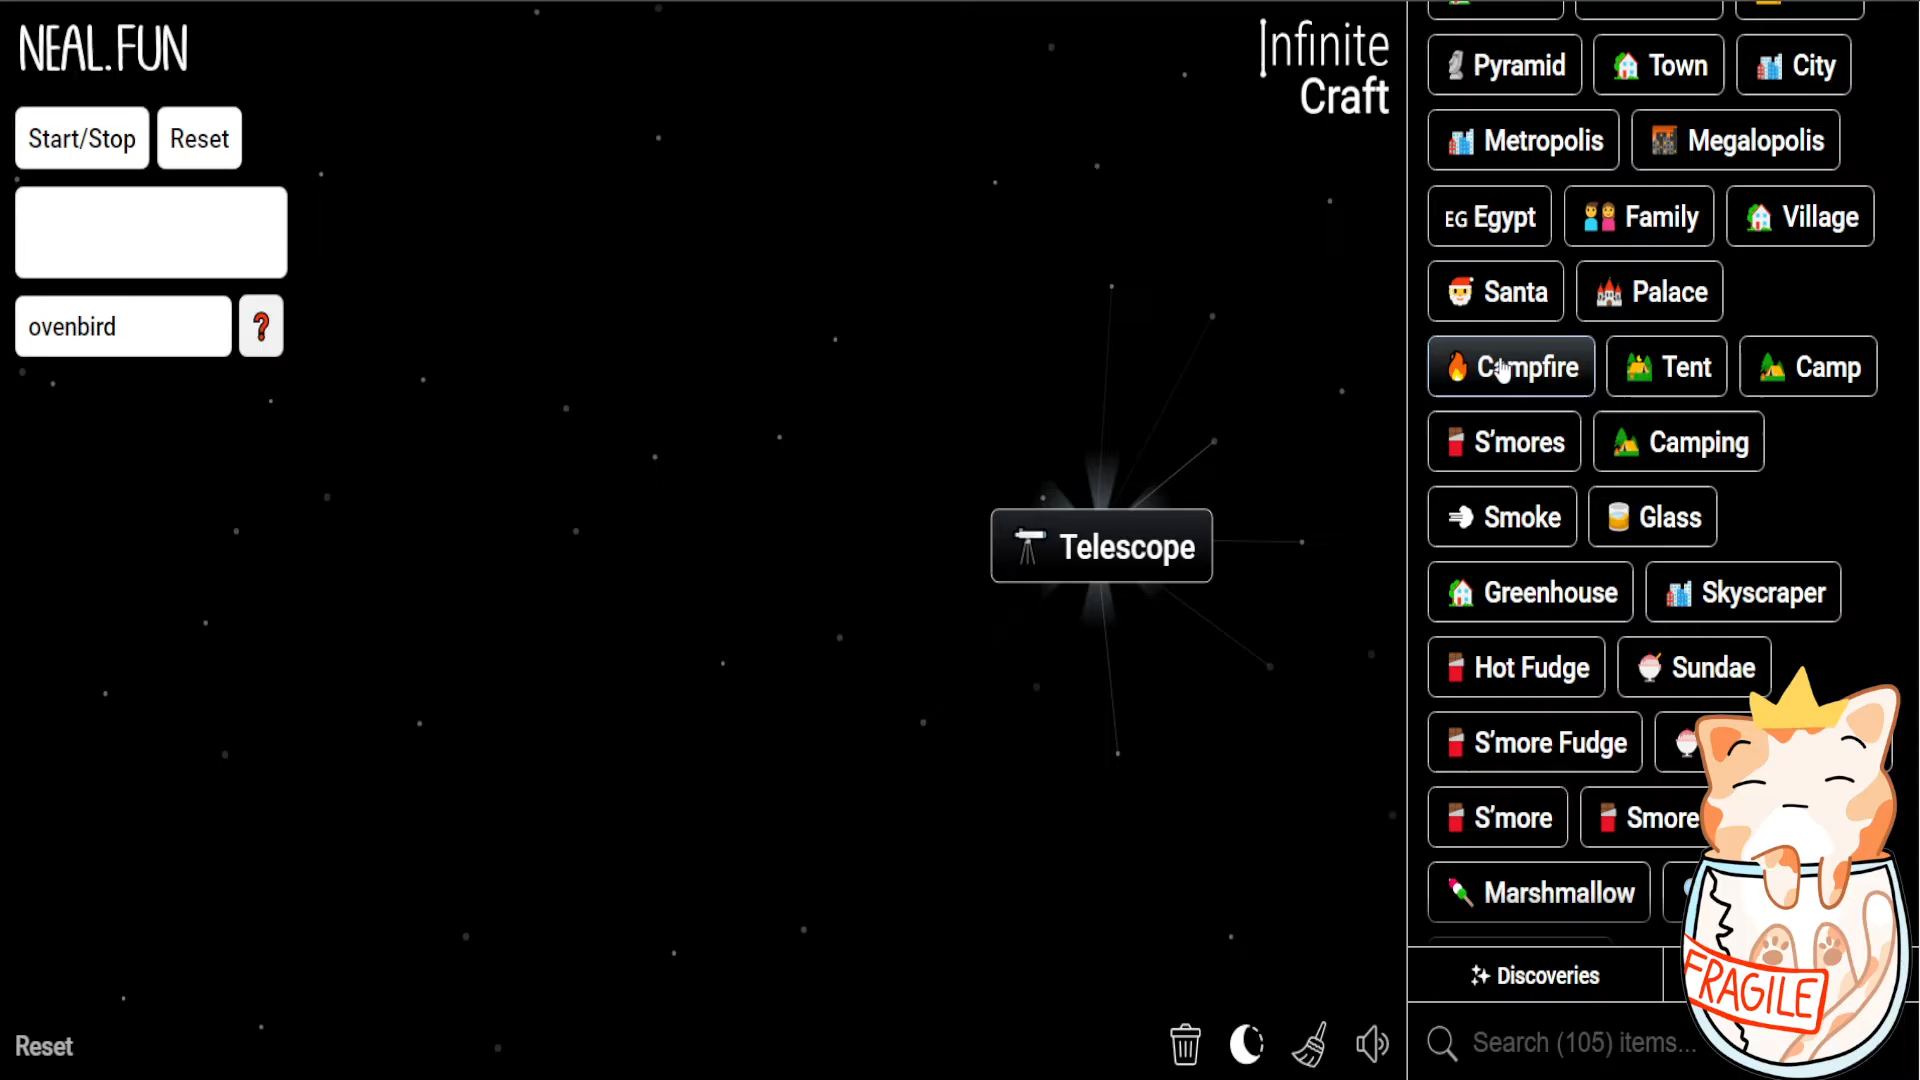 NEAL.FUN
Infinite
Craft
Start/Stop
Reset
ovenbird
Telescope
Reset
Pyramid
Town
City
Metropolis
Megalopolis
EG Egypt
Family
Village
Santa
Palace
Campfire
Tent
Camp
S'mores
Camping
Smoke
Glass
Greenhouse
Skyscraper
Hot Fudge
Sundae
S'more Fudge
S'more
Smore
Marshmallow
Discoveries
Search (105) items...
FRAGILE